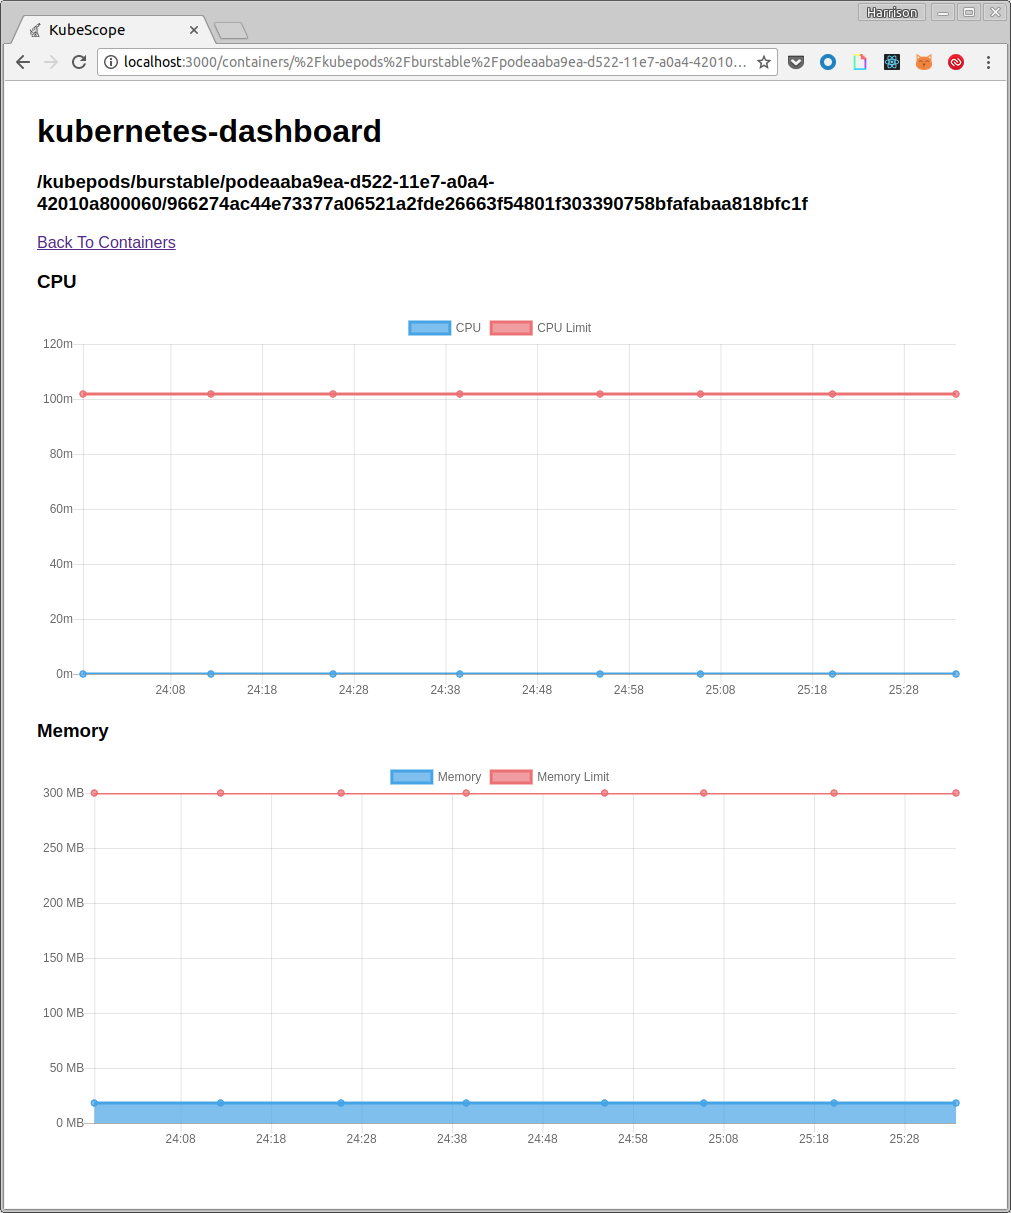 Harrison
KubeScope
localhost:3000/containers/%2Fkubepods%2Fburstable%2Fpodeaaba9ea-d522-11e7-a0a4-42010...
kubernetes-dashboard
/kubepods/burstable/podeaaba9ea-d522-11e7-a0a4-
42010a800060/966274ac44e73377a06521a2fde26663f54801f303390758bfafabaa818bfc1f
Back To Containers
CPU
CPU CPU Limit
120m
100m
80m
60m
40m
20m
0m
24:08 24:18 24:28 24:38 24:48 24:58 25:08 25:18 25:28
Memory
Memory Memory Limit
300 MB
250 MB
200 MB
150 MB
100 MB
50 MB
0 MB
24:08 24:18 24:28 24:38 24:48 24:58 25:08 25:18 25:28